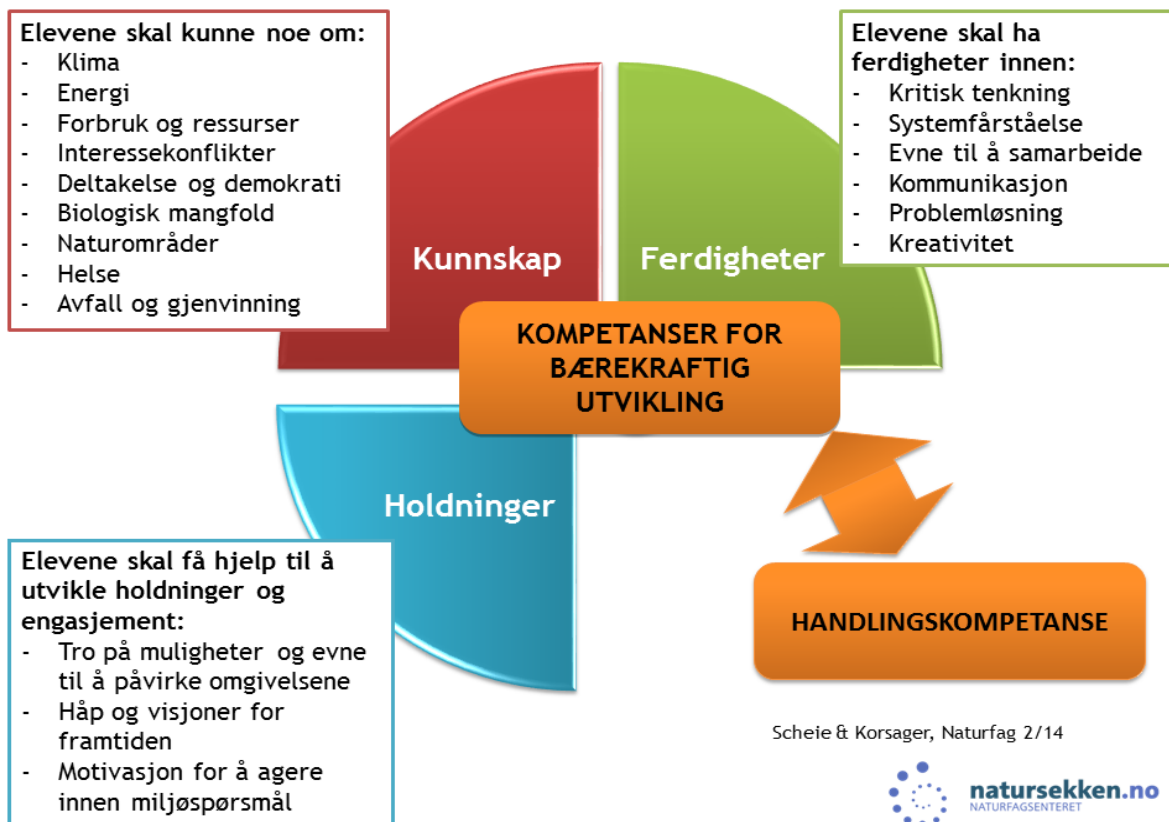 Elevene skal kunne noe om:
- Klima
- Energi
- Forbruk og ressurser
- Interessekonflikter
- Deltakelse og demokrati
- Biologisk mangfold
- Naturområder
- Helse
- Avfall og gjenvinning
Elevene skal ha
ferdigheter innen:
- Kritisk tenkning
- Systemfårståelse
- Evne til å samarbeide
- Kommunikasjon
- Problemløsning
- Kreativitet
Kunnskap
Ferdigheter
KOMPETANSER FOR
BÆREKRAFTIG
UTVIKLING
Holdninger
Elevene skal få hjelp til å
utvikle holdninger og
engasjement:
- Tro på muligheter og evne
til å påvirke omgivelsene
- Håp og visjoner for
framtiden
- Motivasjon for å agere
innen miljøspørsmål
HANDLINGSKOMPETANSE
Scheie & Korsager, Naturfag 2/14
natursekken.no
NATURFAGSENTERET